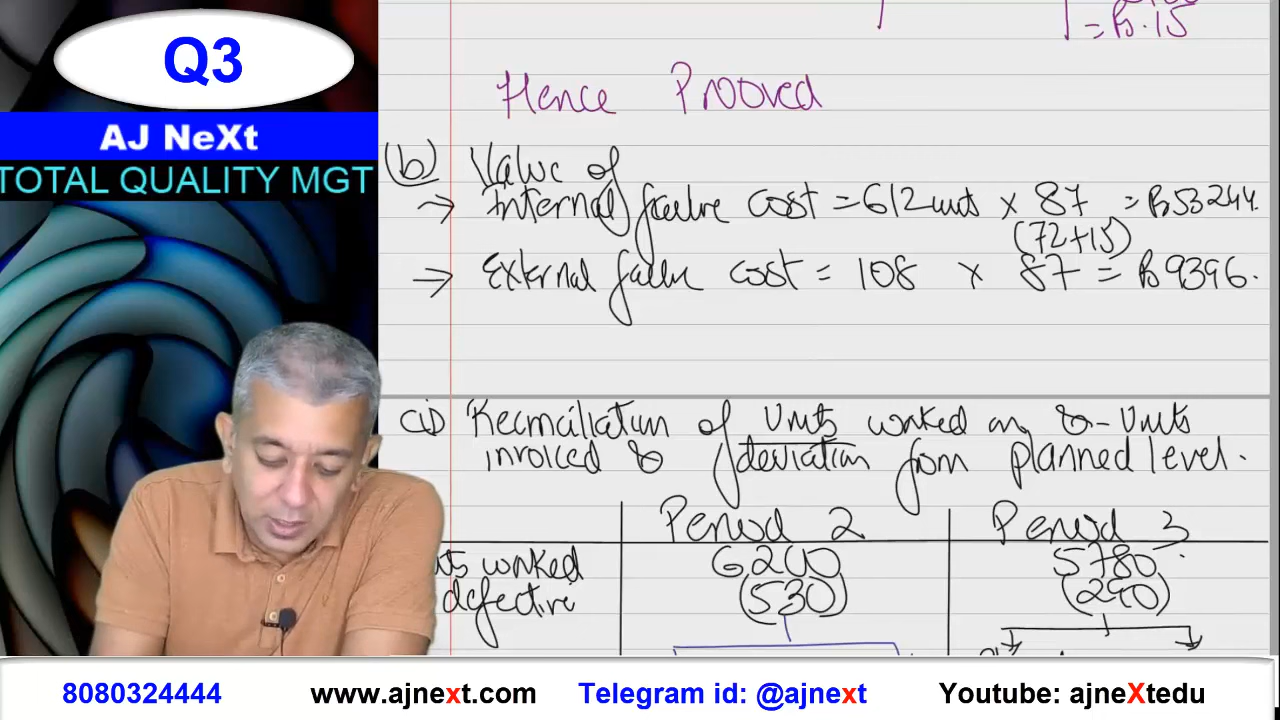 = Rs.15
Q3
AJ NeXt
TOTAL QUALITY MGT
Hence Prooved
(b) Value of
→ Internal failure cost = 612 units × 87 = Rs 53244.
(72+15)
→ External failure cost = 108 × 87 = Rs 9396.
Reconciliation of Units worked on & Units
invoiced & deviation from planned level.
Period 2 Period 3
worked 6200 5780
defective (530) (290)
8080324444 www.ajnext.com Telegram id: @ajnext Youtube: ajneXtedu